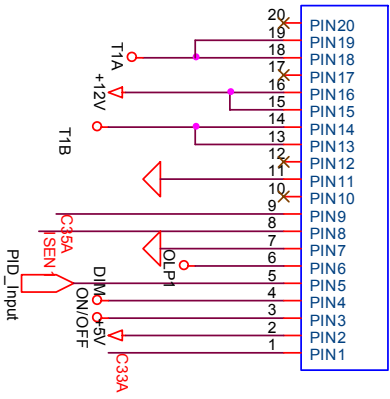 20 PIN20
19 PIN19
18 PIN18
17 PIN17
16 PIN16
15 PIN15
14 PIN14
13 PIN13
12 PIN12
11 PIN11
10 PIN10
9 PIN9
8 PIN8
7 PIN7
6 PIN6
5 PIN5
4 PIN4
3 PIN3
2 PIN2
1 PIN1
T1A
+12V
T1B
C35A
ISEN_1
OLP1
PID_Input
DIM
ON/OFF
+5V
C33A